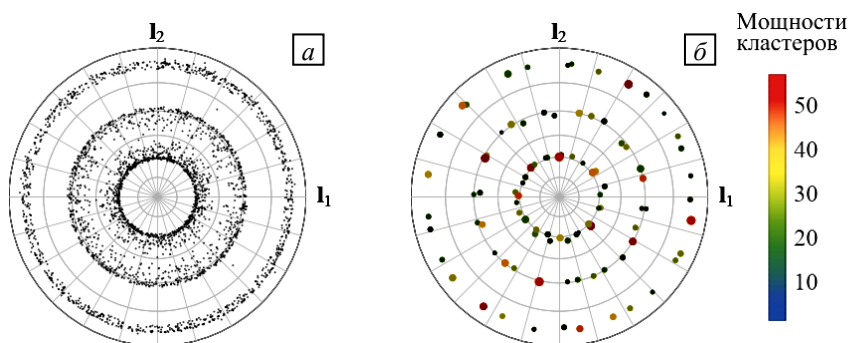 l₂
а
l₁
l₂
б
l₁
Мощности
кластеров
50
40
30
20
10